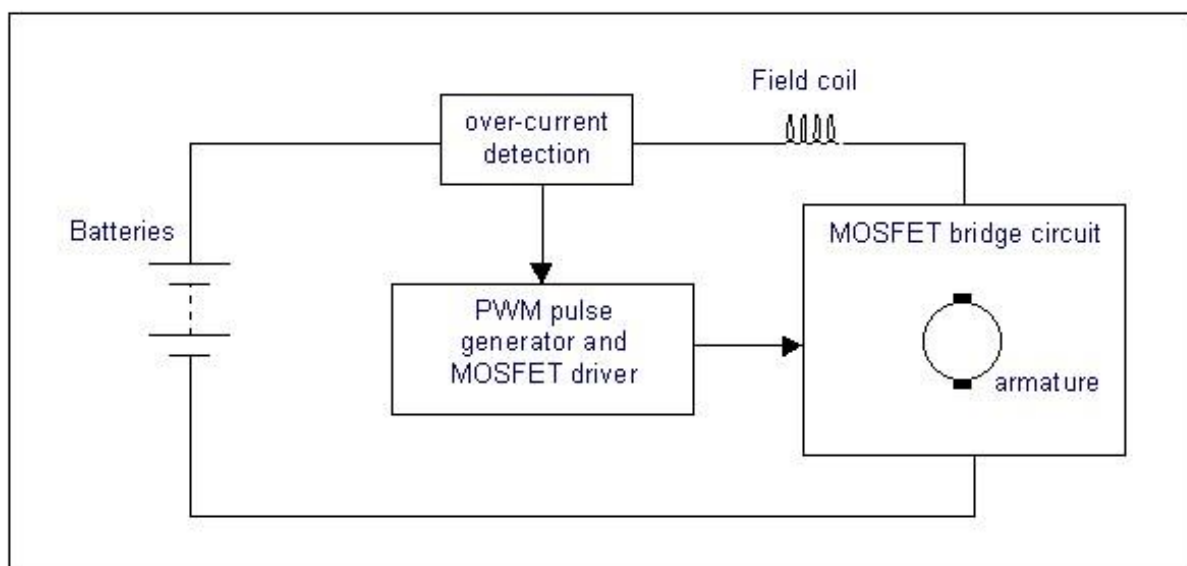 Field coil
over-current
detection
Batteries
MOSFET bridge circuit
PWM pulse
generator and
MOSFET driver
armature